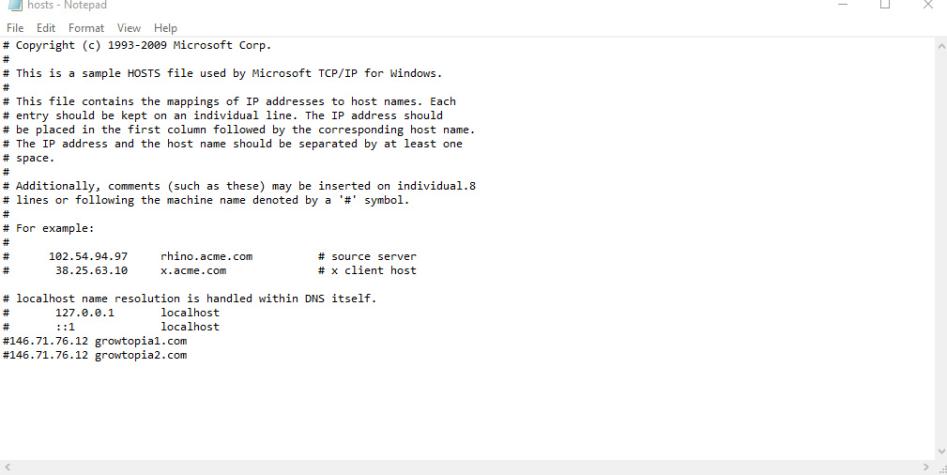 hosts - Notepad
File Edit Format View Help
# Copyright (c) 1993-2009 Microsoft Corp.
#
# This is a sample HOSTS file used by Microsoft TCP/IP for Windows.
#
# This file contains the mappings of IP addresses to host names. Each
# entry should be kept on an individual line. The IP address should
# be placed in the first column followed by the corresponding host name.
# The IP address and the host name should be separated by at least one
# space.
#
# Additionally, comments (such as these) may be inserted on individual.8
# lines or following the machine name denoted by a '#' symbol.
#
# For example:
#
#      102.54.94.97     rhino.acme.com          # source server
#       38.25.63.10     x.acme.com              # x client host

# localhost name resolution is handled within DNS itself.
#       127.0.0.1       localhost
#       ::1             localhost
#146.71.76.12 growtopia1.com
#146.71.76.12 growtopia2.com